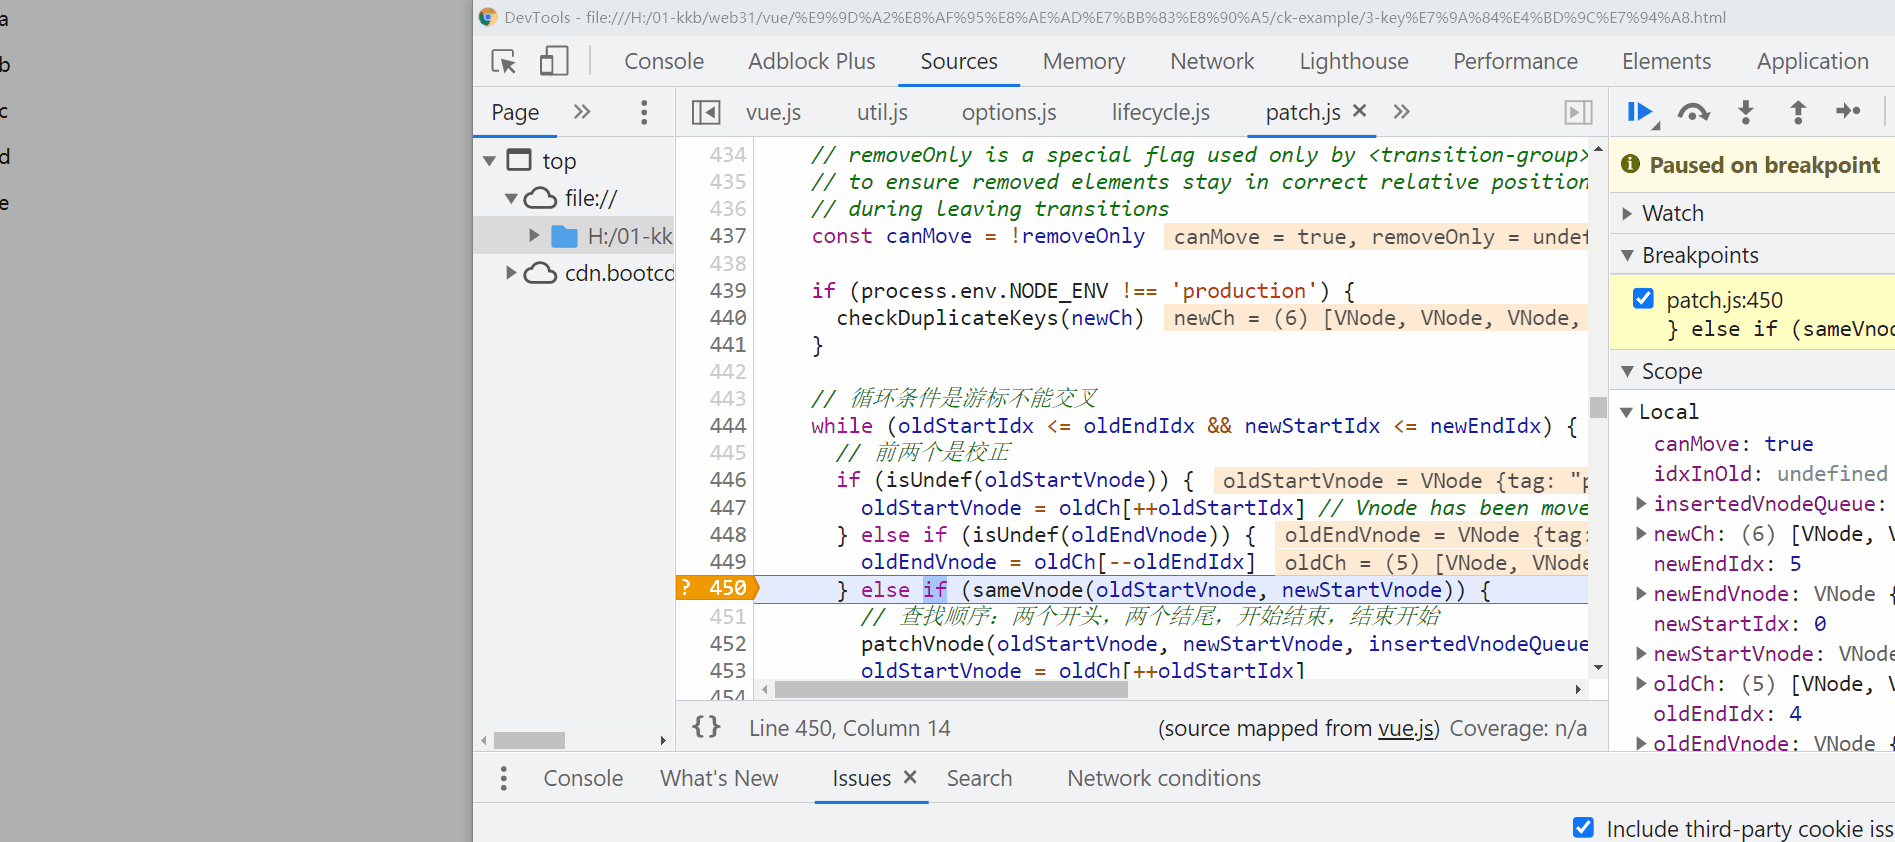 a
b
c
d
e
DevTools - file:///H:/01-kkb/web31/vue/%E9%9D%A2%E8%AF%95%E8%AE%AD%E7%BB%83%E8%90%A5/ck-example/3-key%E7%9A%84%E4%BD%9C%E7%94%A8.html
Console Adblock Plus Sources Memory Network Lighthouse Performance Elements Application
Page
top
file://
H:/01-kk
cdn.bootcd
vue.js util.js options.js lifecycle.js patch.js
434 // removeOnly is a special flag used only by <transition-group>
435 // to ensure removed elements stay in correct relative position
436 // during leaving transitions
437 const canMove = !removeOnly canMove = true, removeOnly = undef
438
439 if (process.env.NODE_ENV !== 'production') {
440 checkDuplicateKeys(newCh) newCh = (6) [VNode, VNode, VNode,
441 }
442
443 // 循环条件是游标不能交叉
444 while (oldStartIdx <= oldEndIdx && newStartIdx <= newEndIdx) {
445 // 前两个是校正
446 if (isUndef(oldStartVnode)) { oldStartVnode = VNode {tag: "p
447 oldStartVnode = oldCh[++oldStartIdx] // Vnode has been move
448 } else if (isUndef(oldEndVnode)) { oldEndVnode = VNode {tag:
449 oldEndVnode = oldCh[--oldEndIdx] oldCh = (5) [VNode, VNode
? 450 } else if (sameVnode(oldStartVnode, newStartVnode)) {
451 // 查找顺序：两个开头，两个结尾，开始结束，结束开始
452 patchVnode(oldStartVnode, newStartVnode, insertedVnodeQueue
453 oldStartVnode = oldCh[++oldStartIdx]
454
{} Line 450, Column 14 (source mapped from vue.js) Coverage: n/a
Paused on breakpoint
Watch
Breakpoints
patch.js:450
} else if (sameVnod
Scope
Local
canMove: true
idxInOld: undefined
insertedVnodeQueue:
newCh: (6) [VNode, V
newEndIdx: 5
newEndVnode: VNode {
newStartIdx: 0
newStartVnode: VNode
oldCh: (5) [VNode, V
oldEndIdx: 4
oldEndVnode: VNode {
Console What's New Issues Search Network conditions
Include third-party cookie iss